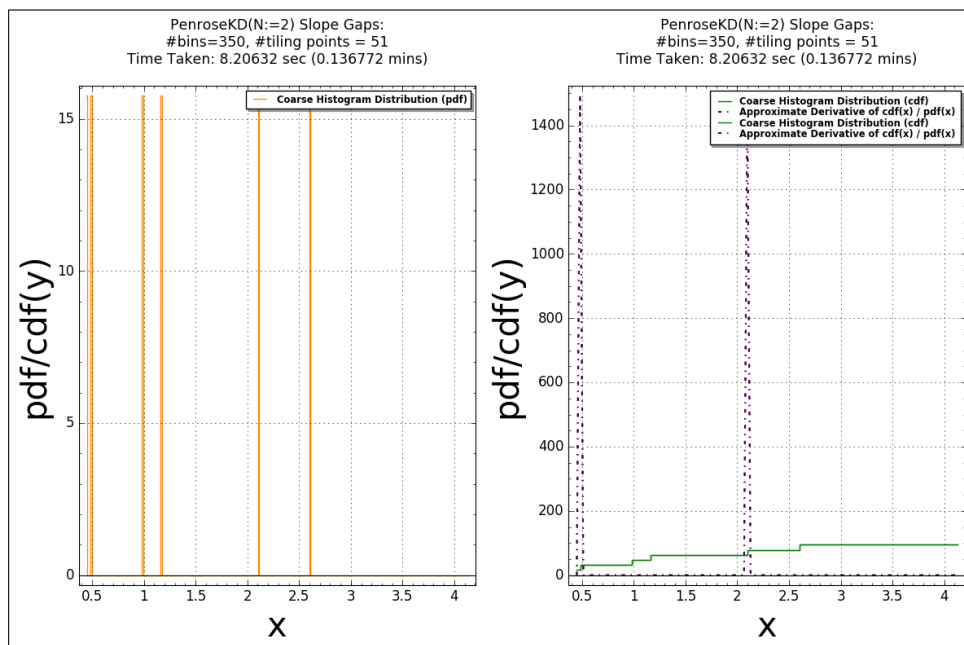 PenroseKD(N:=2) Slope Gaps:
#bins=350, #tiling points = 51
Time Taken: 8.20632 sec (0.136772 mins)
Coarse Histogram Distribution (pdf)
15
10
5
0
pdf/cdf(y)
0.5 1 1.5 2 2.5 3 3.5 4
x
PenroseKD(N:=2) Slope Gaps:
#bins=350, #tiling points = 51
Time Taken: 8.20632 sec (0.136772 mins)
Coarse Histogram Distribution (cdf)
Approximate Derivative of cdf(x) / pdf(x)
Coarse Histogram Distribution (cdf)
Approximate Derivative of cdf(x) / pdf(x)
1400
1200
1000
800
600
400
200
0
pdf/cdf(y)
0.5 1 1.5 2 2.5 3 3.5 4
x